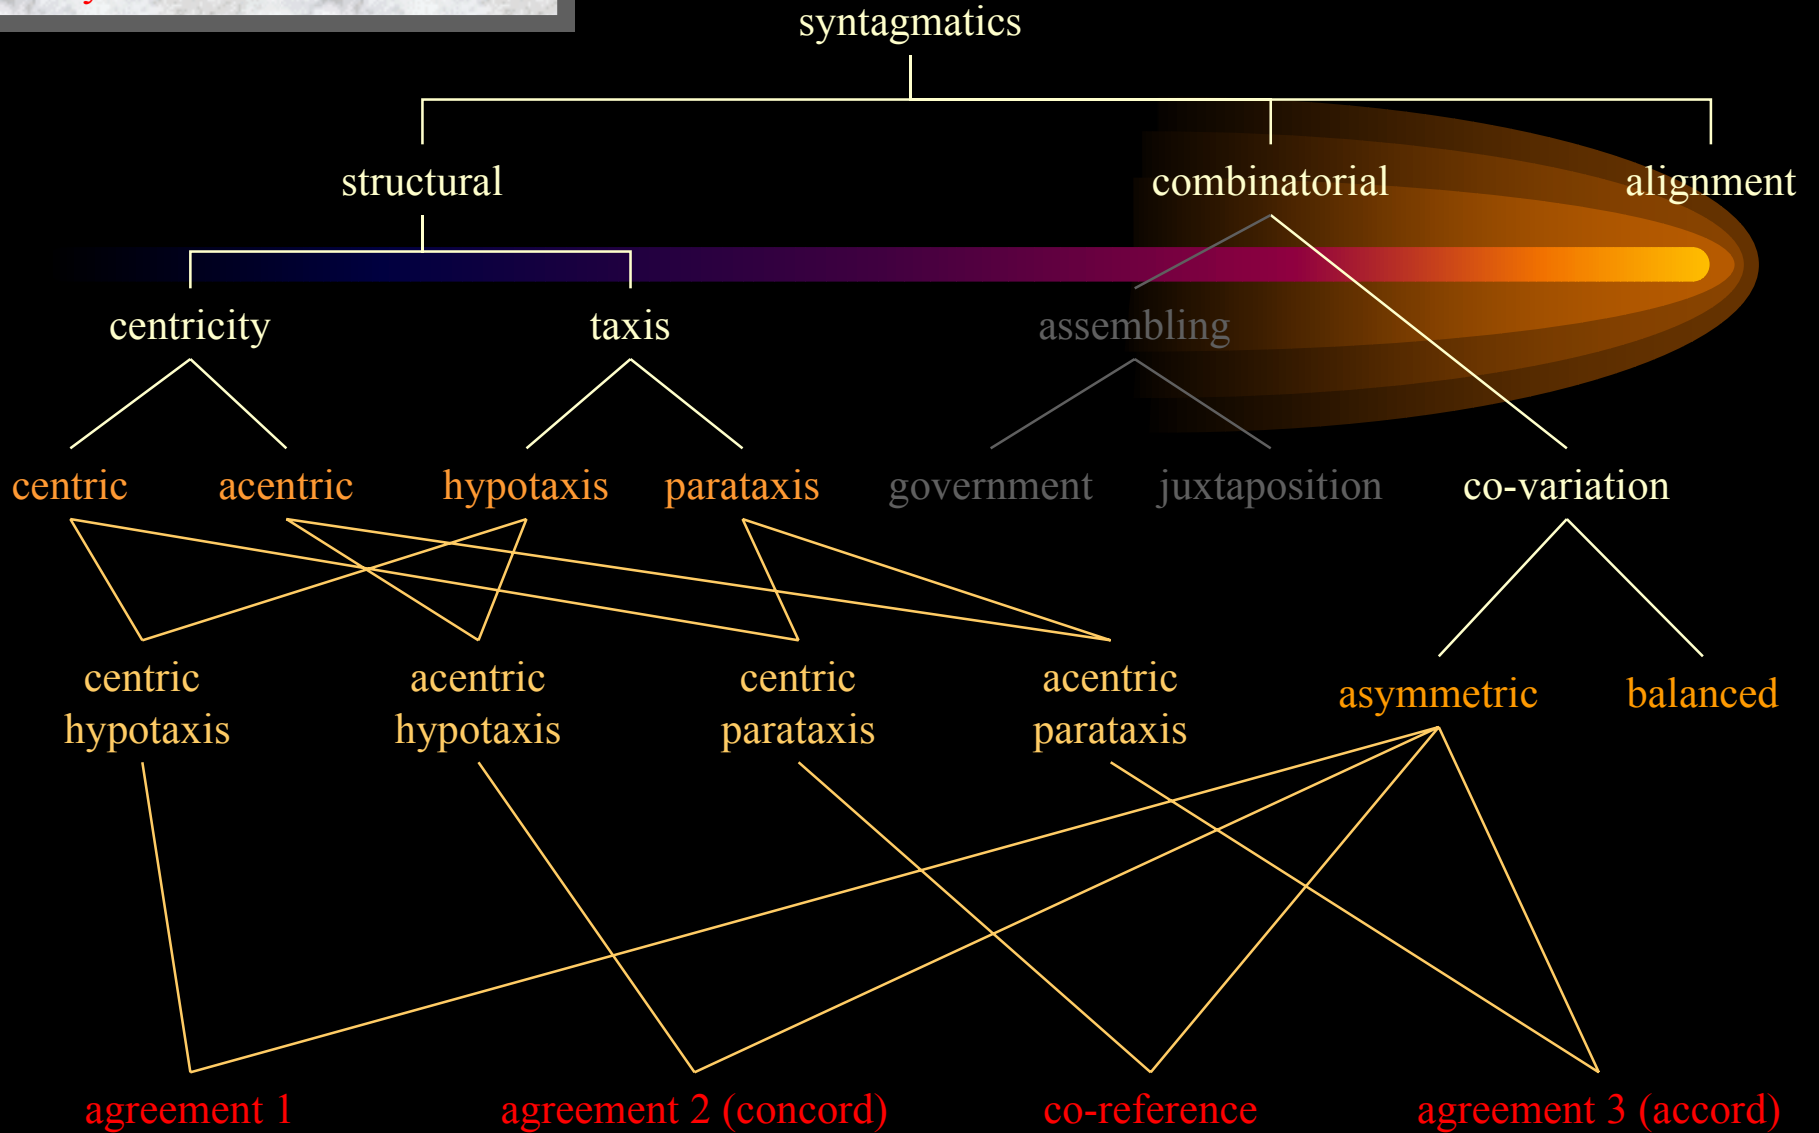 syntagmatics
structural combinatorial alignment
centricity taxis assembling
centric acentric hypotaxis parataxis government juxtaposition co-variation
centric acentric centric acentric
hypotaxis hypotaxis parataxis parataxis
asymmetric balanced
agreement 1 agreement 2 (concord) co-reference agreement 3 (accord)